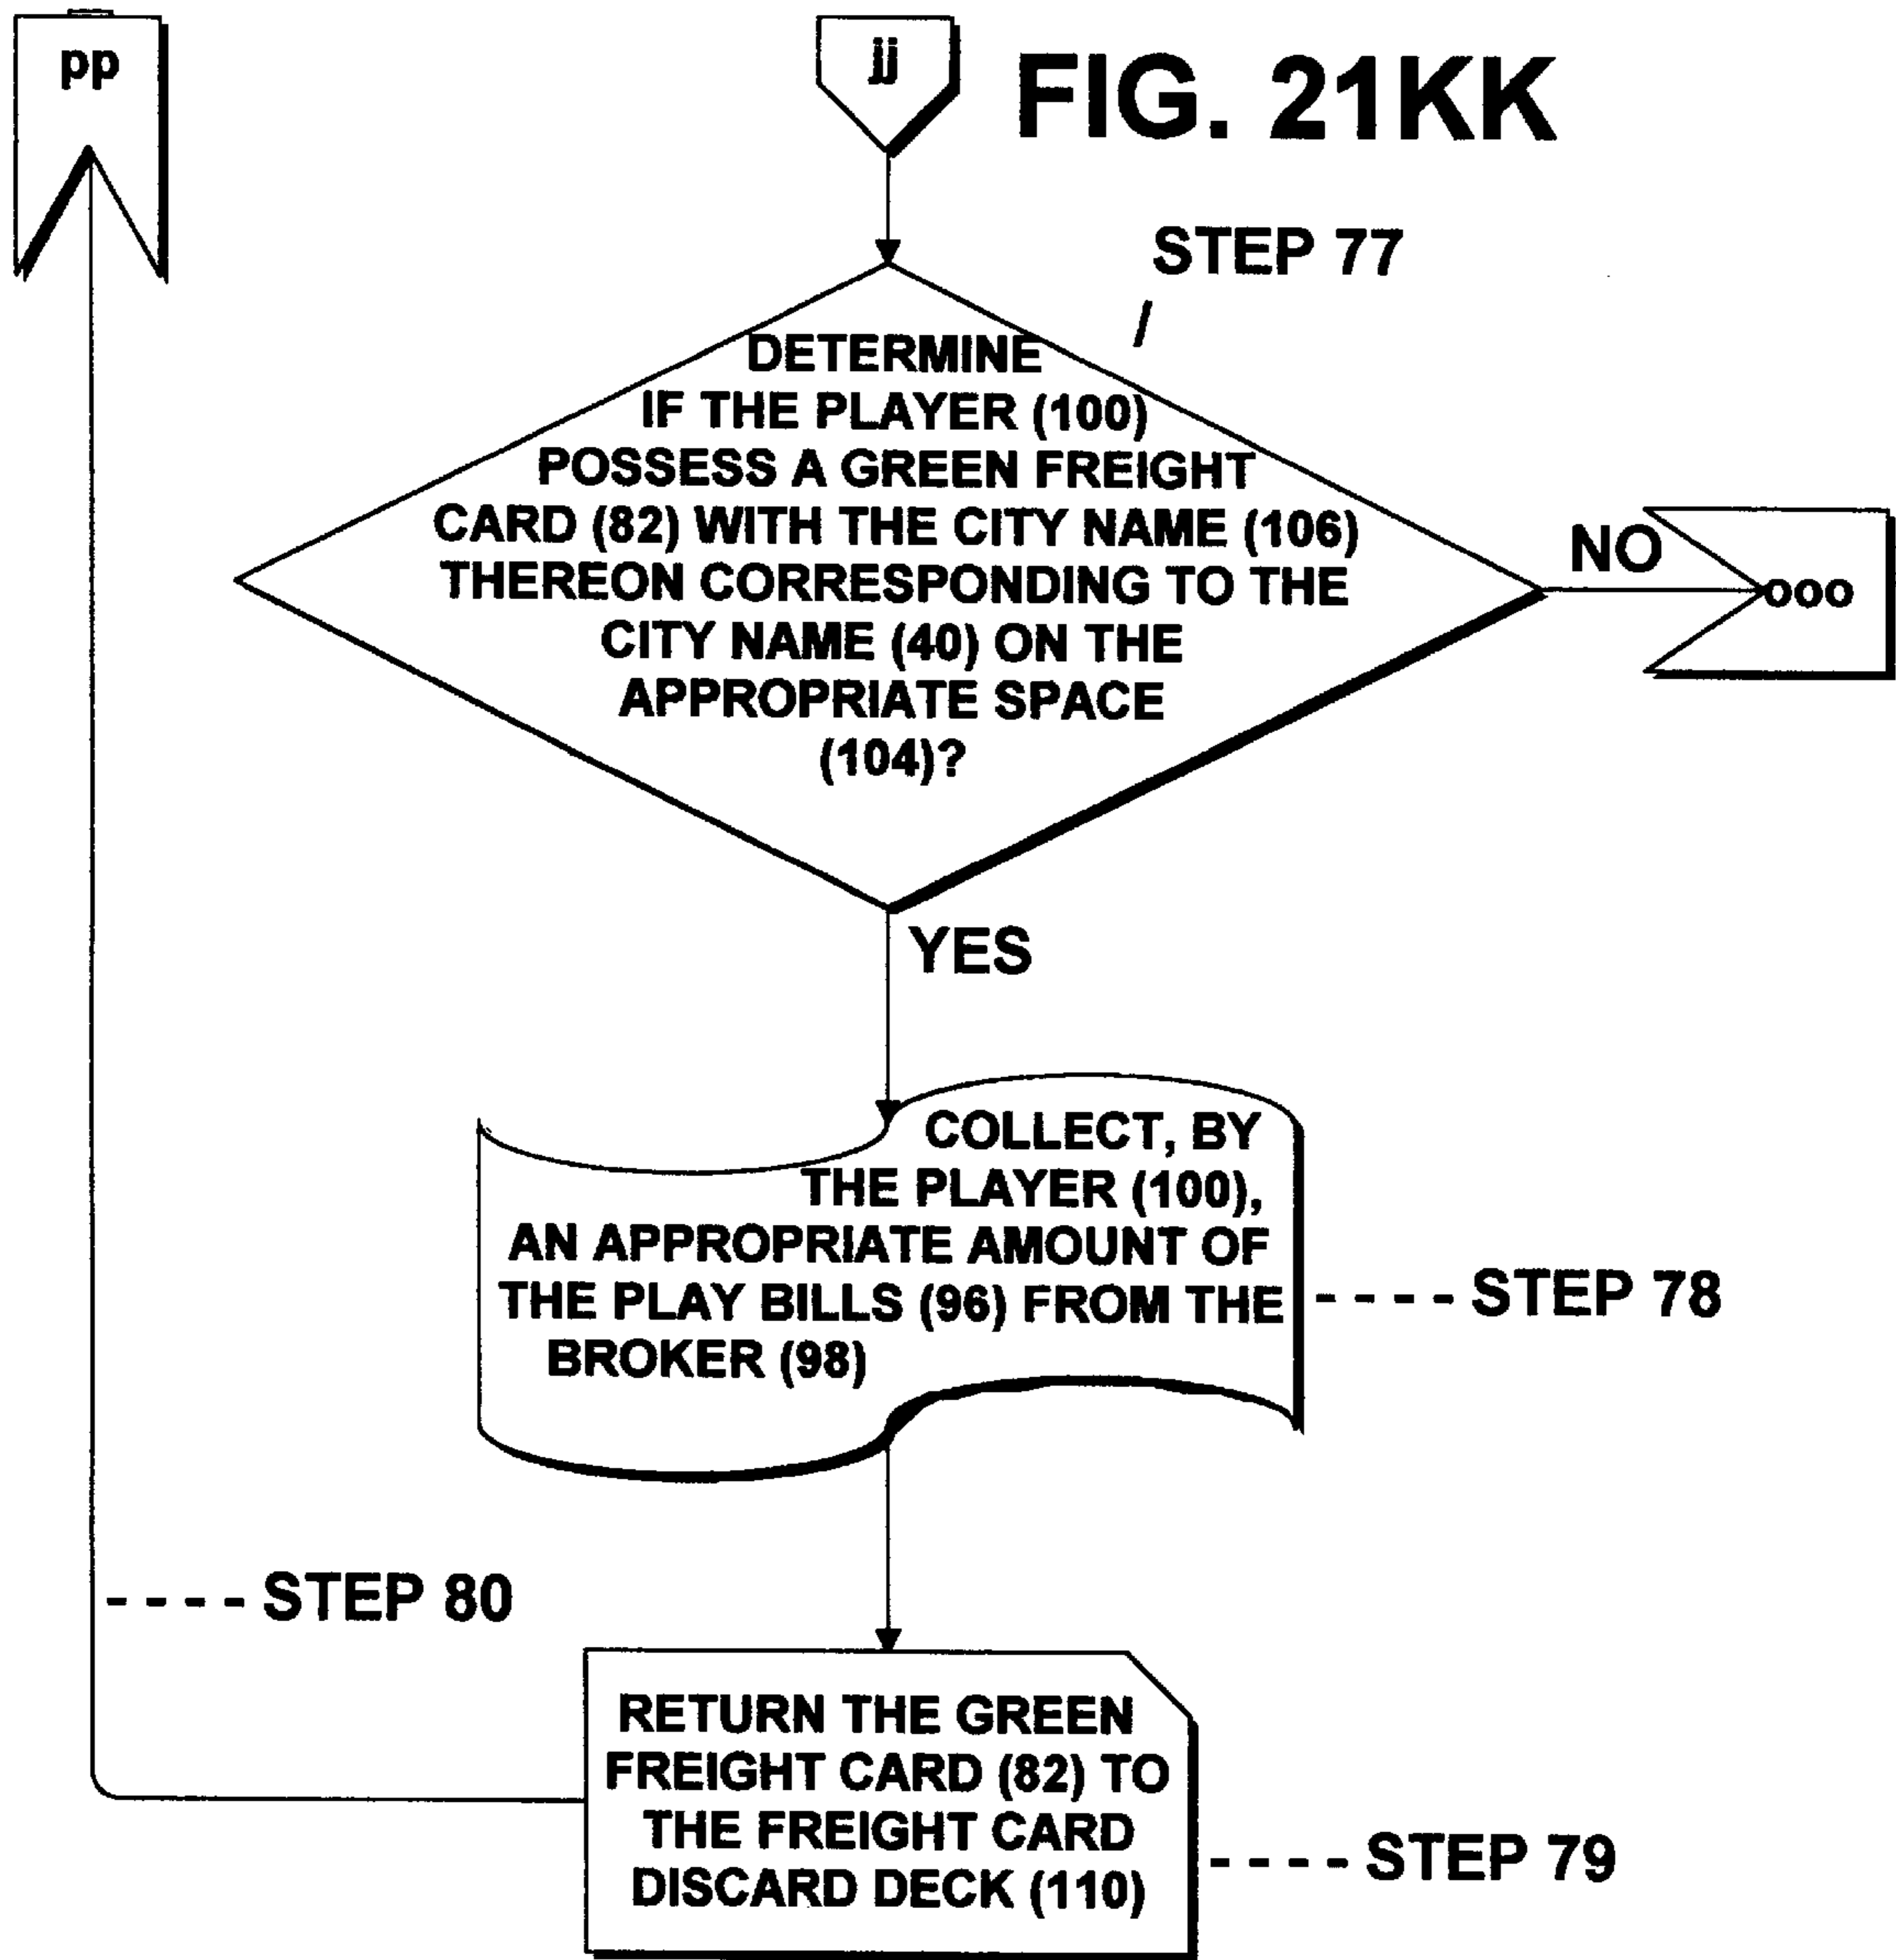 pp
jj
FIG. 21KK
STEP 77
DETERMINE
IF THE PLAYER (100)
POSSESS A GREEN FREIGHT
CARD (82) WITH THE CITY NAME (106)
THEREON CORRESPONDING TO THE
CITY NAME (40) ON THE
APPROPRIATE SPACE
(104)?
NO
ooo
YES
COLLECT, BY
THE PLAYER (100),
AN APPROPRIATE AMOUNT OF
THE PLAY BILLS (96) FROM THE
BROKER (98)
STEP 78
STEP 80
RETURN THE GREEN
FREIGHT CARD (82) TO
THE FREIGHT CARD
DISCARD DECK (110)
STEP 79